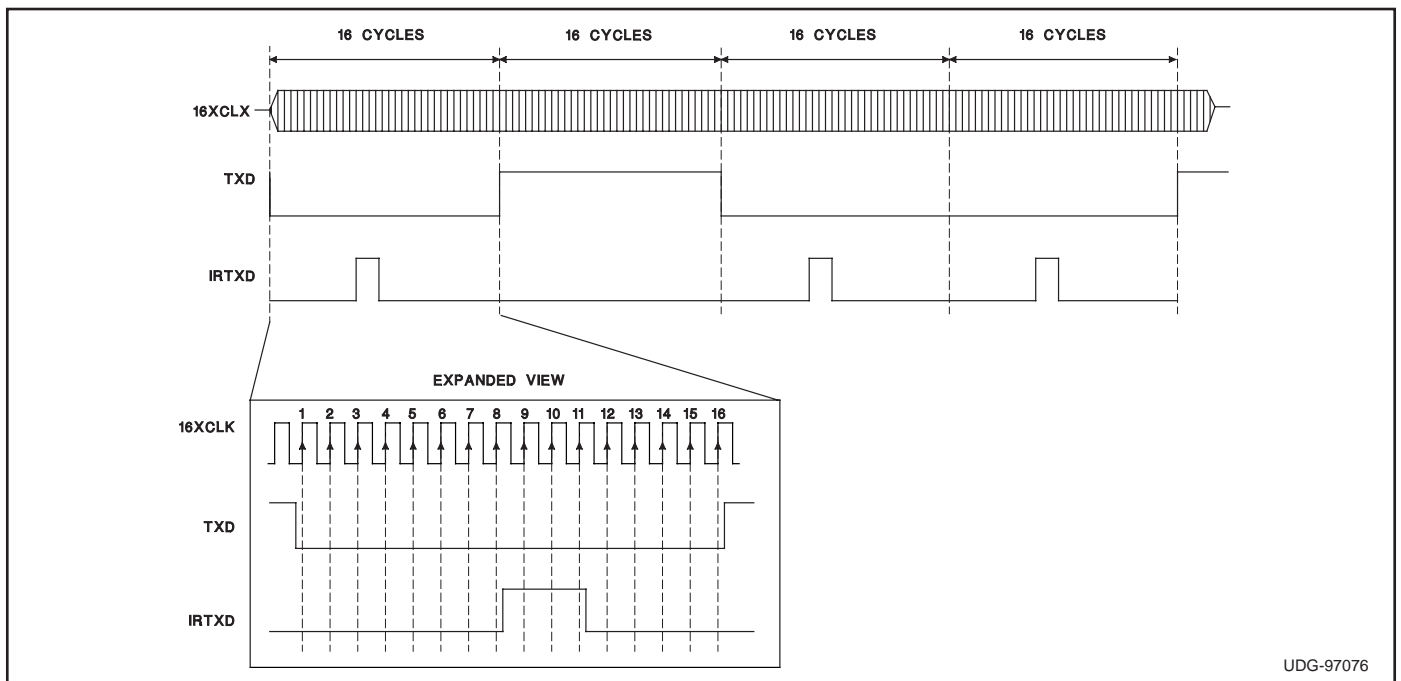 16 CYCLES 16 CYCLES 16 CYCLES 16 CYCLES
16XCLX
TXD
IRTXD
EXPANDED VIEW
1 2 3 4 5 6 7 8 9 10 11 12 13 14 15 16
16XCLK
TXD
IRTXD
UDG-97076